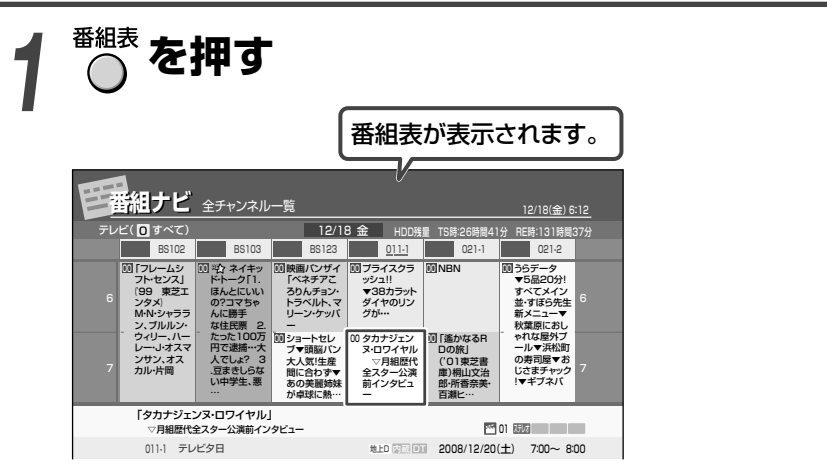 1 番組表 を押す
番組表が表示されます。
番組ナビ 全チャンネル一覧 12/18(金) 6:12
テレビ( 0 すべて) 12/18 金 HDD残量 TS時:26時間41分 RE時:131時間37分
BS102 BS103 BS123 011-1 021-1 021-2
6
7
00 「フレームシ
フト・センス」
('99 東芝エ
ンタメ)
M・N・シャララ
ン、ブルルン・
ウィリー、ハー
レー・J・オスマ
ンサン、オス
カル・片岡
00 ☆ ネイキッ
ドトーク「1.
ほんとにいい
の?コマちゃ
んに勝手
な住民票 2.
たった100万
円で逮捕…大
人でしょ? 3
.豆まきしらな
い中学生、悪
…
00 映画バンザイ
「ベネチアこ
ろりんチョン・
トラベルト、マ
リーン・ケッパ
ー
00 ショートセレ
ブ▼頭脳パン
大人気!生産
間に合わず▼
あの美麗姉妹
が卓球に熱…
00 プライスクラ
ッシュ!!
▼38カラット
ダイヤのリン
グが…
00 タカナジェン
ヌ・ロワイヤル
▽月組歴代
全スター公演
前インタビュ
ー
00 NBN
00 「遙かなるR
Dの旅」
('01東芝書
庫)桐山文治
郎・所香奈美・
百瀬ヒ…
00 うらデータ
▼5品20分!
すべてメイン
並・すぼら先生
新メニュー▼
秋葉原におし
ゃれな屋外プ
ール▼浜松町
の寿司屋▼お
じさまチャック
!▼ギブネバ
6
7
「タカナジェンヌ・ロワイヤル」
▽月組歴代全スター公演前インタビュー 01 ステレオ
011-1 テレビ夕日 地上D 内蔵 DT 2008/12/20(土) 7:00～ 8:00